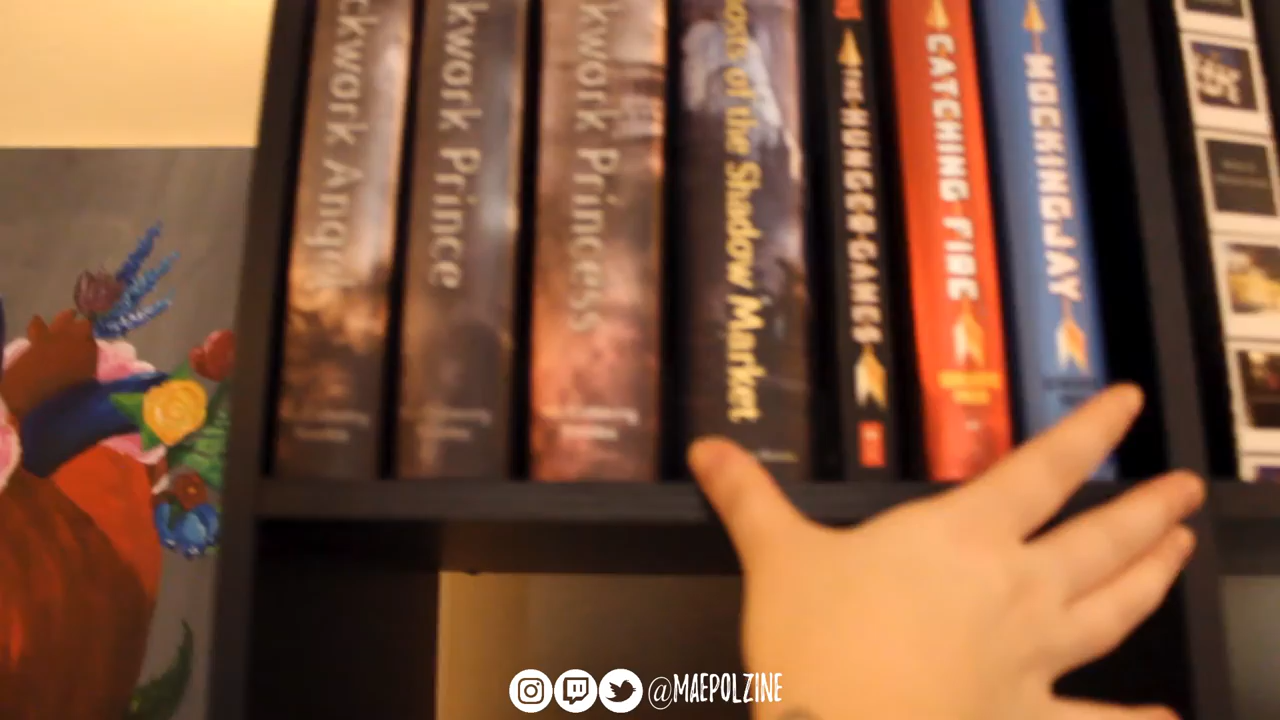 ckwork Angel
kwork Prince
kwork Princess
osts of the Shadow Market
THE HUNGER GAMES
CATCHING FIRE
MOCKINGJAY
@MAEPOLZINE